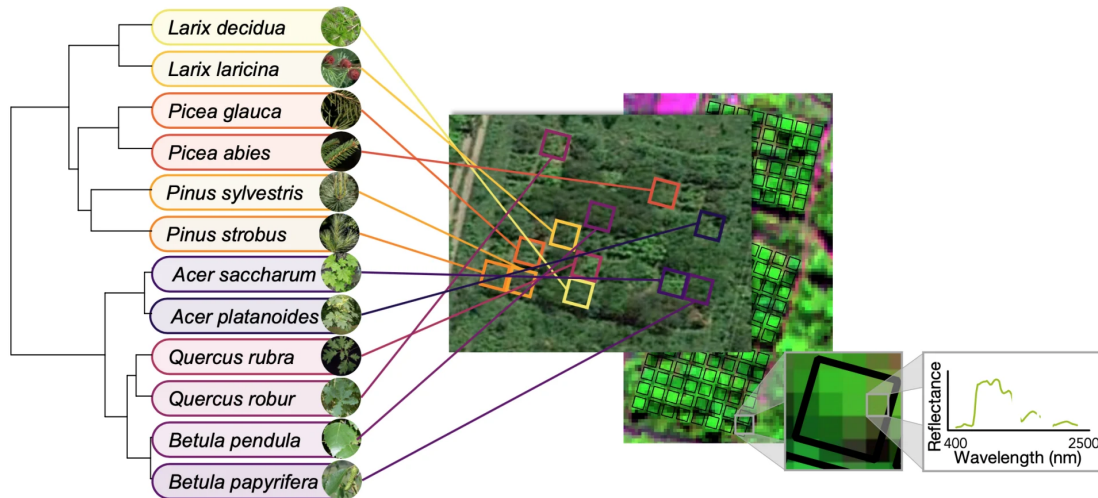 Larix decidua
Larix laricina
Picea glauca
Picea abies
Pinus sylvestris
Pinus strobus
Acer saccharum
Acer platanoides
Quercus rubra
Quercus robur
Betula pendula
Betula papyrifera
Reflectance
400
2500
Wavelength (nm)